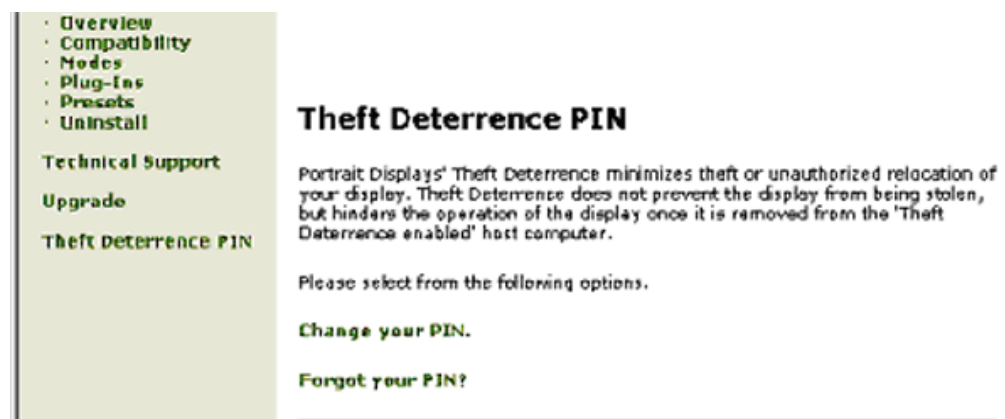 · Overview
· Compatibility
· Modes
· Plug-Ins
· Presets
· Uninstall
Technical Support
Upgrade
Theft Deterrence PIN
Theft Deterrence PIN
Portrait Displays' Theft Deterrence minimizes theft or unauthorized relocation of
your display. Theft Deterrence does not prevent the display from being stolen,
but hinders the operation of the display once it is removed from the 'Theft
Deterrence enabled' host computer.
Please select from the following options.
Change your PIN.
Forgot your PIN?